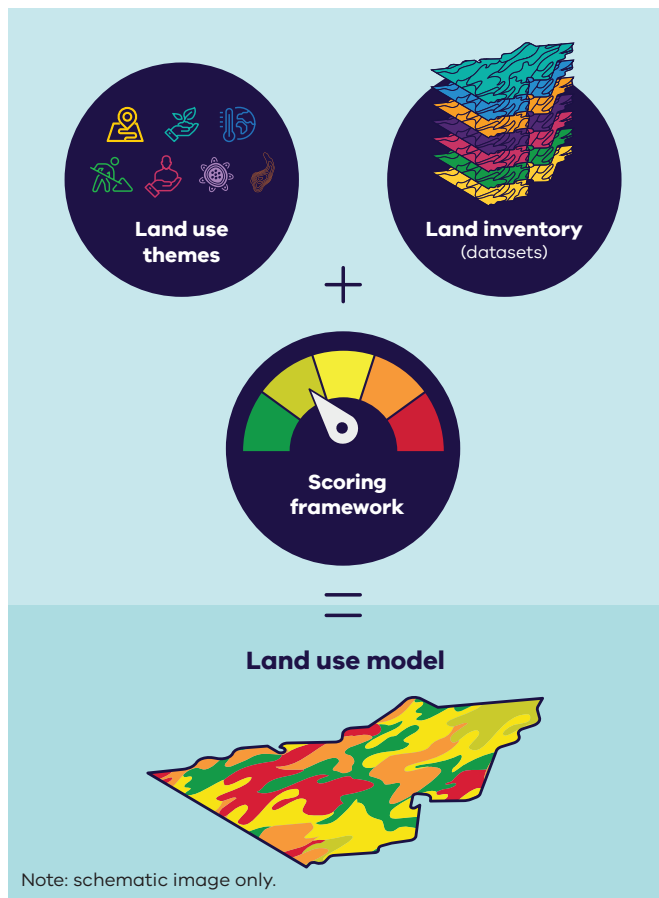 Land use
themes
Land inventory
(datasets)
+
Scoring
framework
=
Land use model
Note: schematic image only.